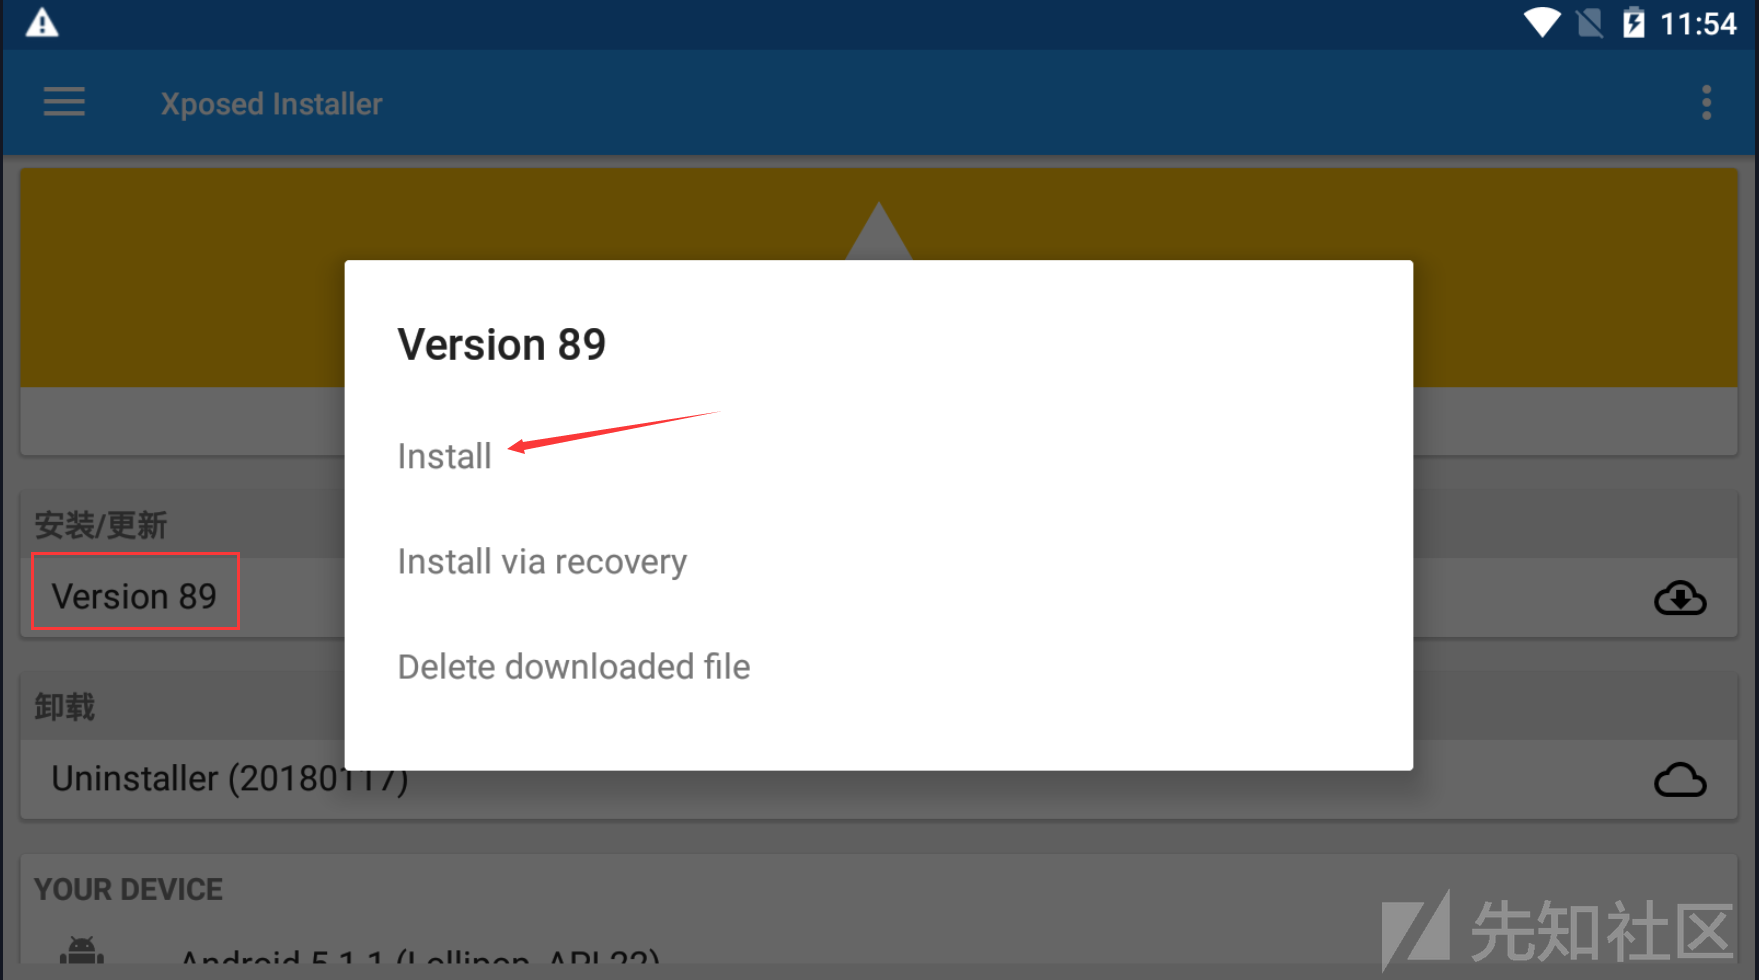 11:54
Xposed Installer
Version 89
Install
Install via recovery
Delete downloaded file
安装/更新
Version 89
卸载
Uninstaller (20180117)
YOUR DEVICE
Android 5.1.1 (Lollipop, API 22)
先知社区